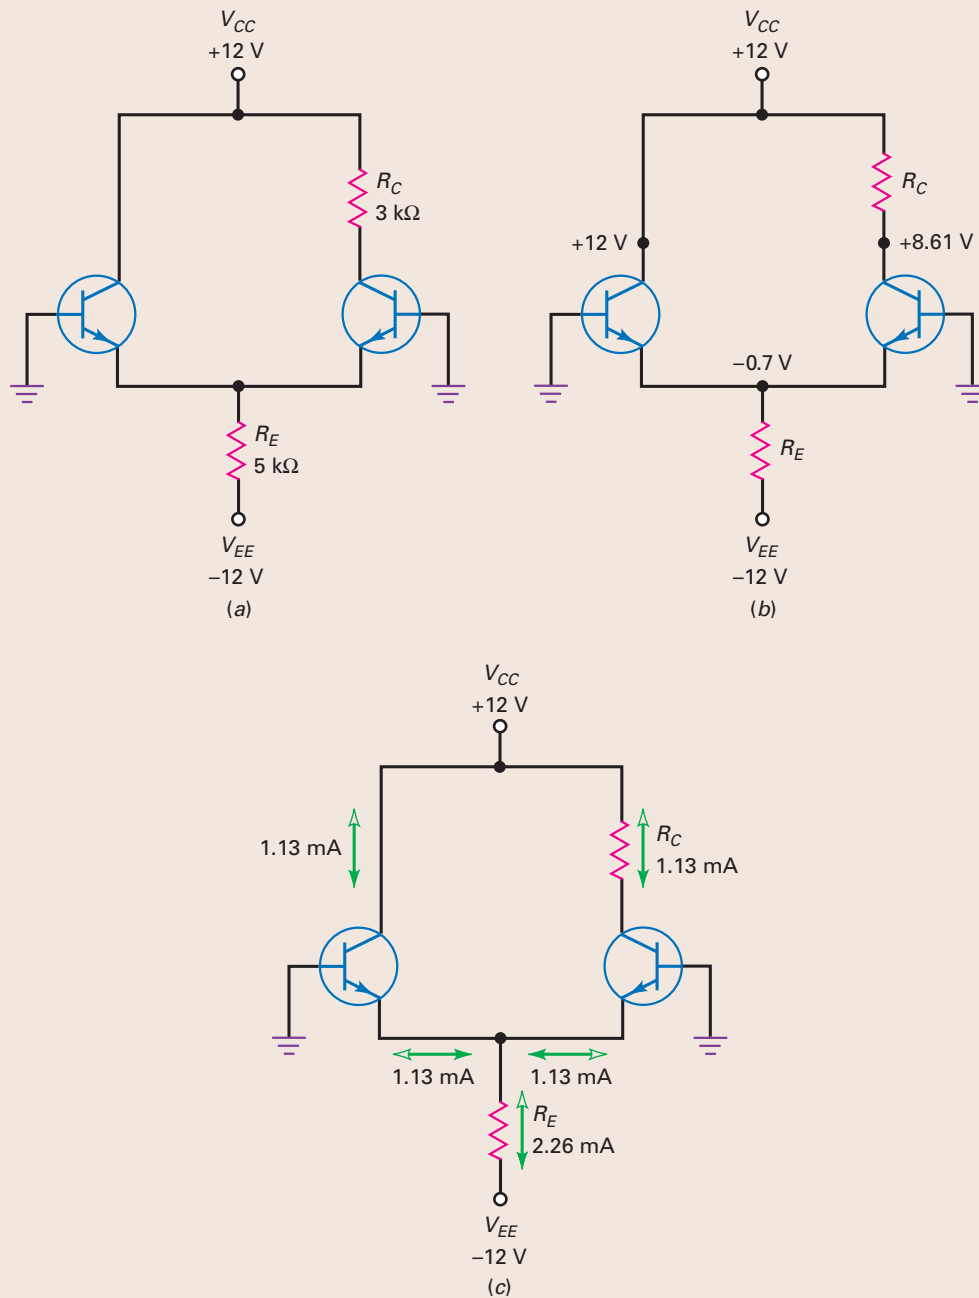 V_CC
+12 V
R_C
3 kΩ
R_E
5 kΩ
V_EE
–12 V
(a)
V_CC
+12 V
R_C
+12 V
+8.61 V
–0.7 V
R_E
V_EE
–12 V
(b)
V_CC
+12 V
1.13 mA
R_C
1.13 mA
1.13 mA
1.13 mA
R_E
2.26 mA
V_EE
–12 V
(c)